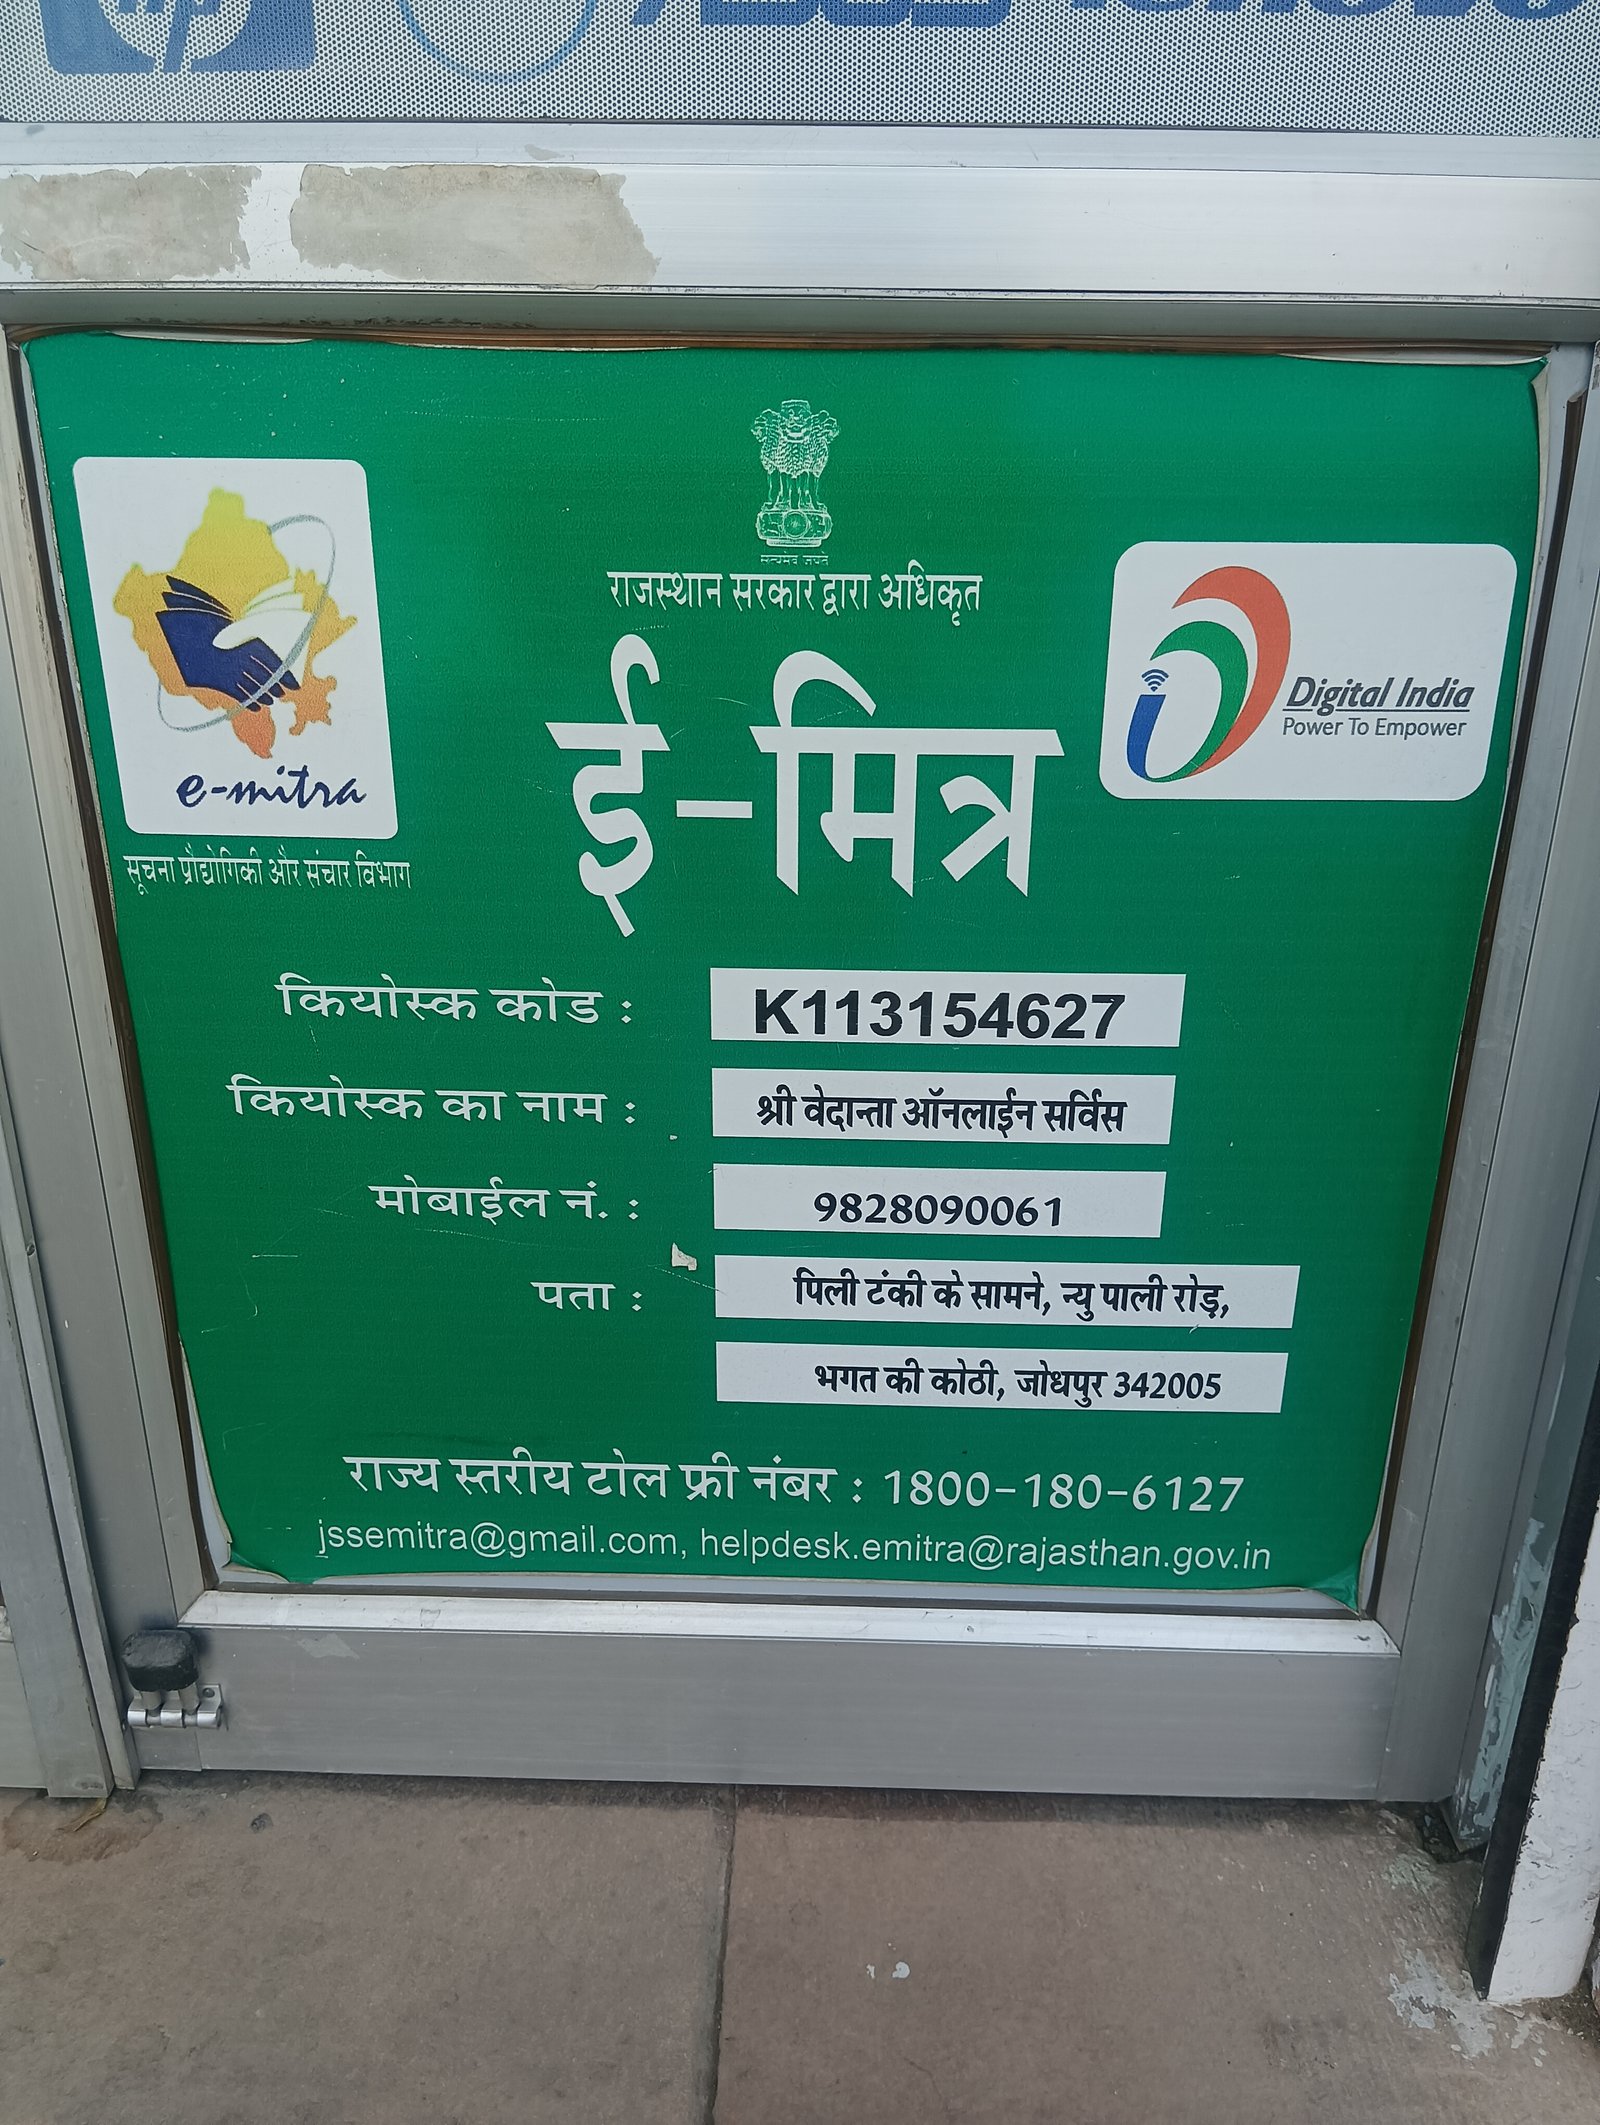 hp
सत्यमेव जयते
राजस्थान सरकार द्वारा अधिकृत
ई-मित्र
e-mitra
सूचना प्रौद्योगिकी और संचार विभाग
Digital India
Power To Empower
कियोस्क कोड : K113154627
कियोस्क का नाम : श्री वेदान्ता ऑनलाईन सर्विस
मोबाईल नं. : 9828090061
पता : पिली टंकी के सामने, न्यु पाली रोड़,
भगत की कोठी, जोधपुर 342005
राज्य स्तरीय टोल फ्री नंबर : 1800-180-6127
jssemitra@gmail.com, helpdesk.emitra@rajasthan.gov.in